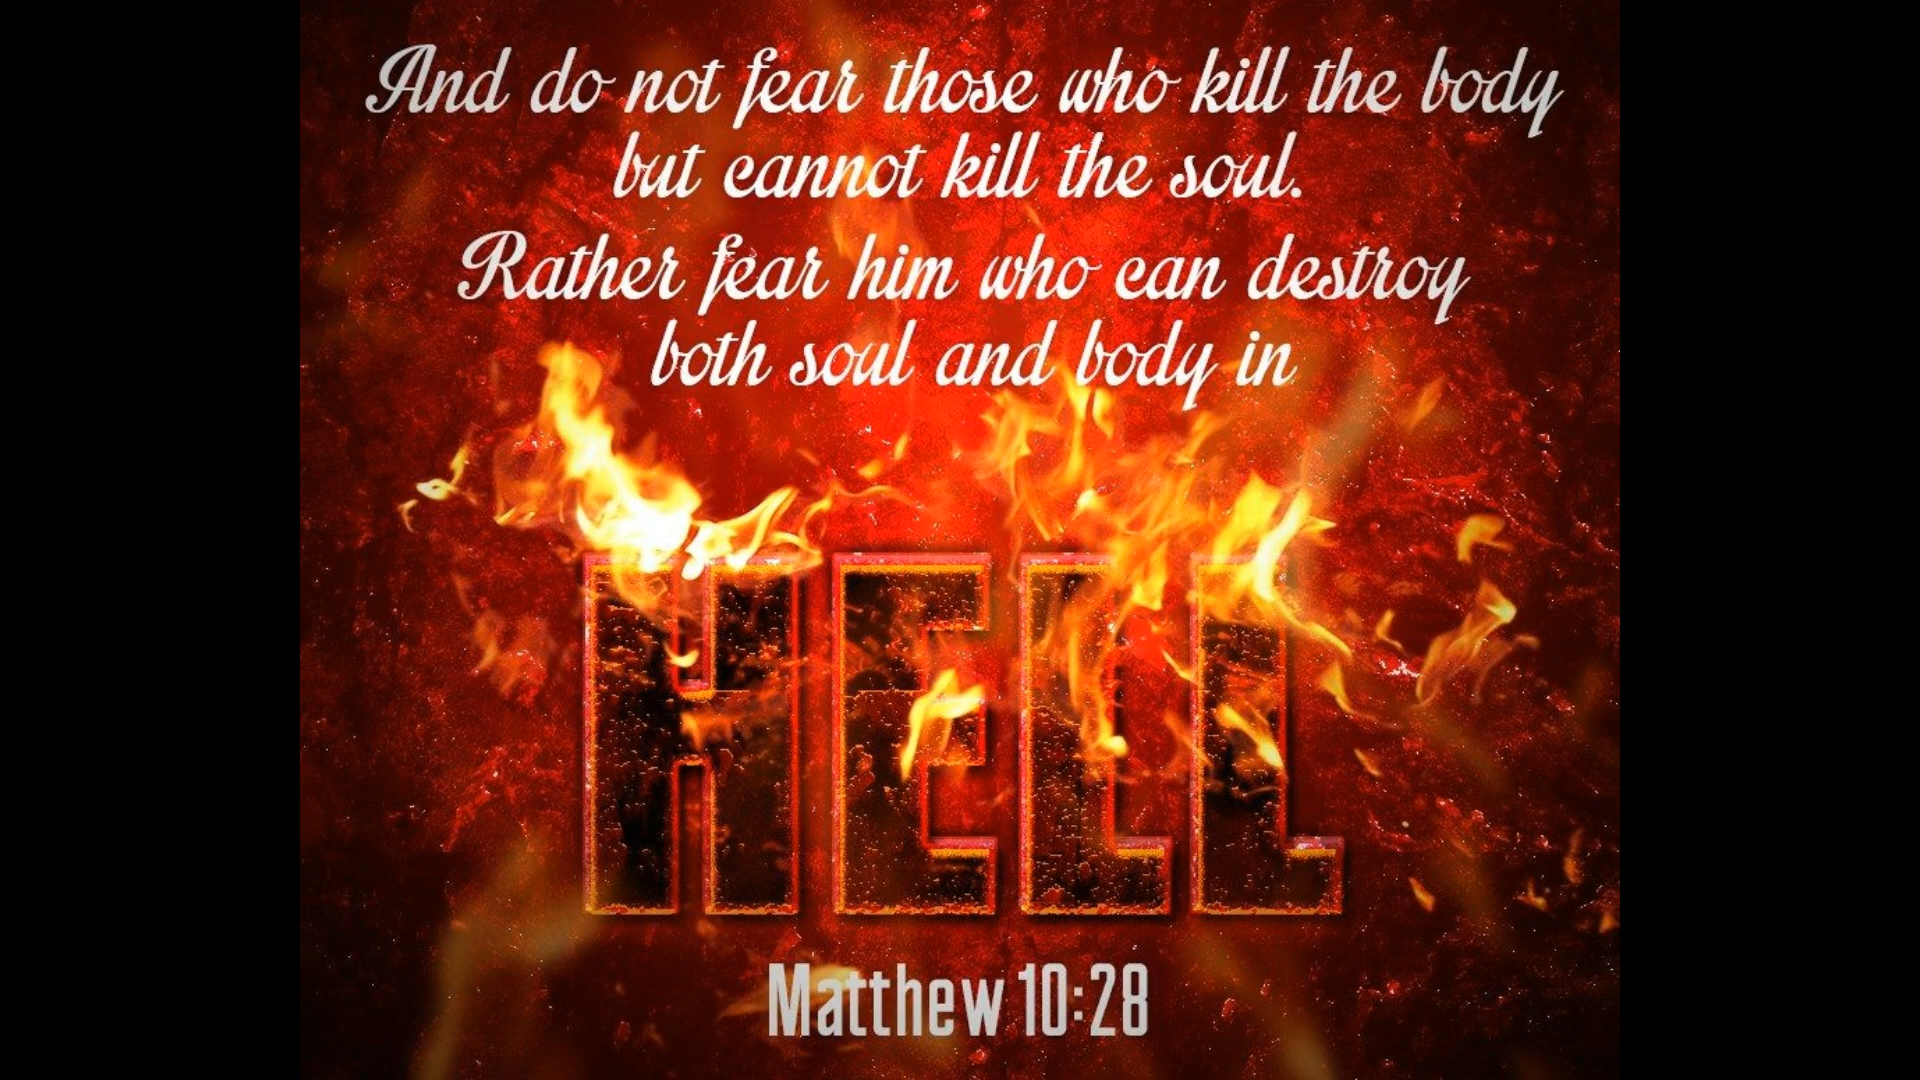 And do not fear those who kill the body
but cannot kill the soul.
Rather fear him who can destroy
both soul and body in
HELL
Matthew 10:28